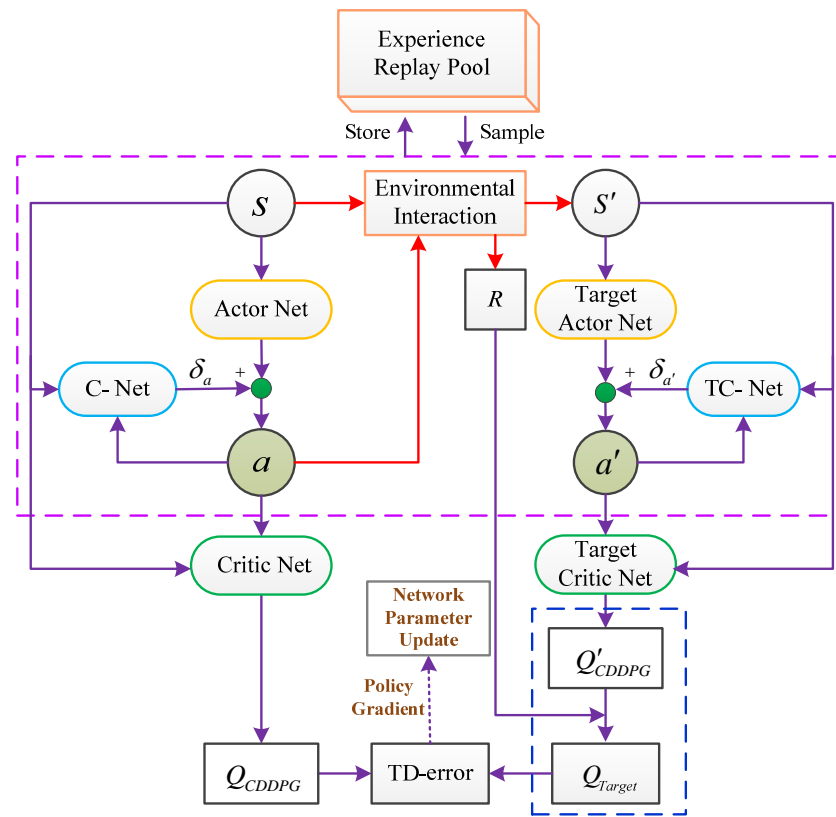 Experience
Replay Pool
Store
Sample
S
Environmental
Interaction
S′
Actor Net
R
Target
Actor Net
C- Net
δa
+
+
δa′
TC- Net
a
a′
Critic Net
Target
Critic Net
Network
Parameter
Update
Q′CDDPG
Policy
Gradient
QCDDPG
TD-error
QTarget